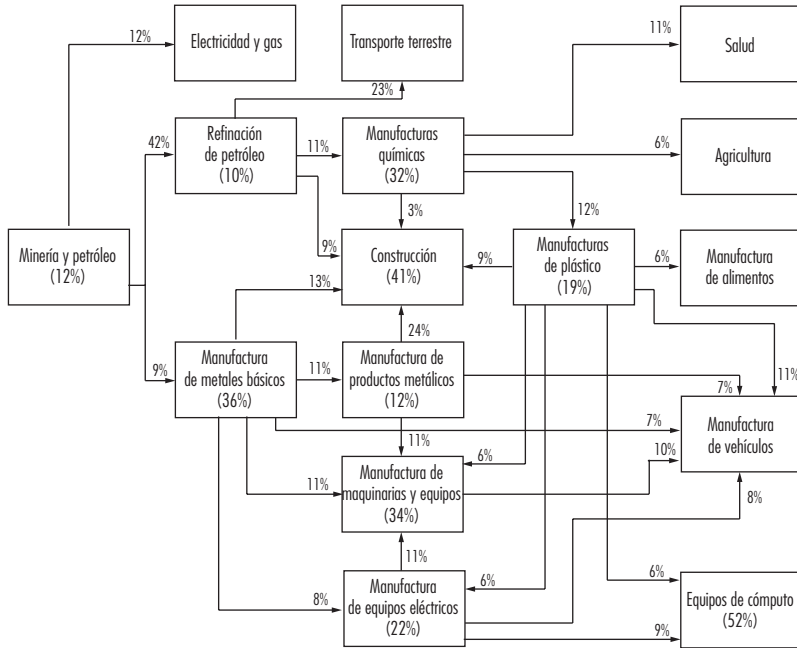 12%
Electricidad y gas
Transporte terrestre
11%
Salud
23%
42%
Refinación
de petróleo
(10%)
11%
Manufacturas
químicas
(32%)
6%
Agricultura
3%
12%
Minería y petróleo
(12%)
9%
Construcción
(41%)
9%
Manufacturas
de plástico
(19%)
6%
Manufactura
de alimentos
13%
24%
9%
Manufactura
de metales básicos
(36%)
11%
Manufactura de
productos metálicos
(12%)
11%
7%
7%
Manufactura
de vehículos
11%
6%
10%
11%
Manufactura de
maquinarias y equipos
(34%)
8%
11%
8%
Manufactura
de equipos eléctricos
(22%)
6%
6%
9%
Equipos de cómputo
(52%)